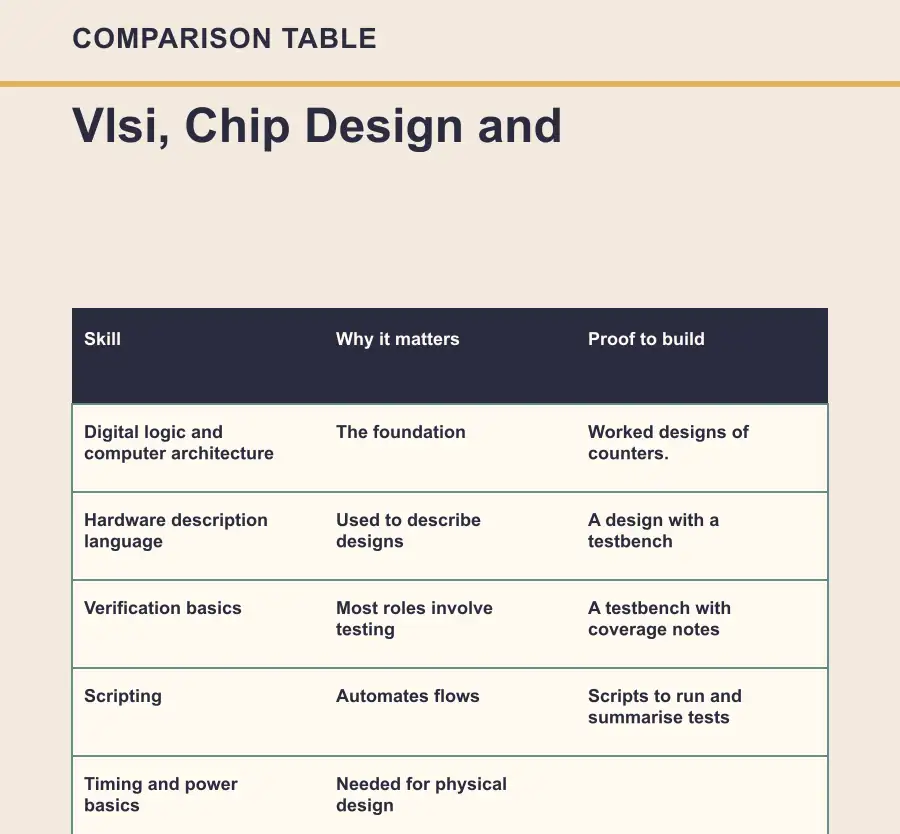 COMPARISON TABLE
Vlsi, Chip Design and
Skill
Why it matters
Proof to build
Digital logic and
computer architecture
The foundation
Worked designs of
counters.
Hardware description
language
Used to describe
designs
A design with a
testbench
Verification basics
Most roles involve
testing
A testbench with
coverage notes
Scripting
Automates flows
Scripts to run and
summarise tests
Timing and power
basics
Needed for physical
design